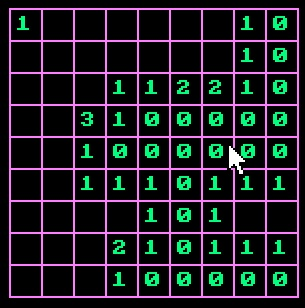 1 1 0
1 0
1 1 2 2 1 0
3 1 0 0 0 0 0
1 0 0 0 0 0 0
1 1 1 0 1 1 1
1 0 1
2 1 0 1 1 1
1 0 0 0 0 0